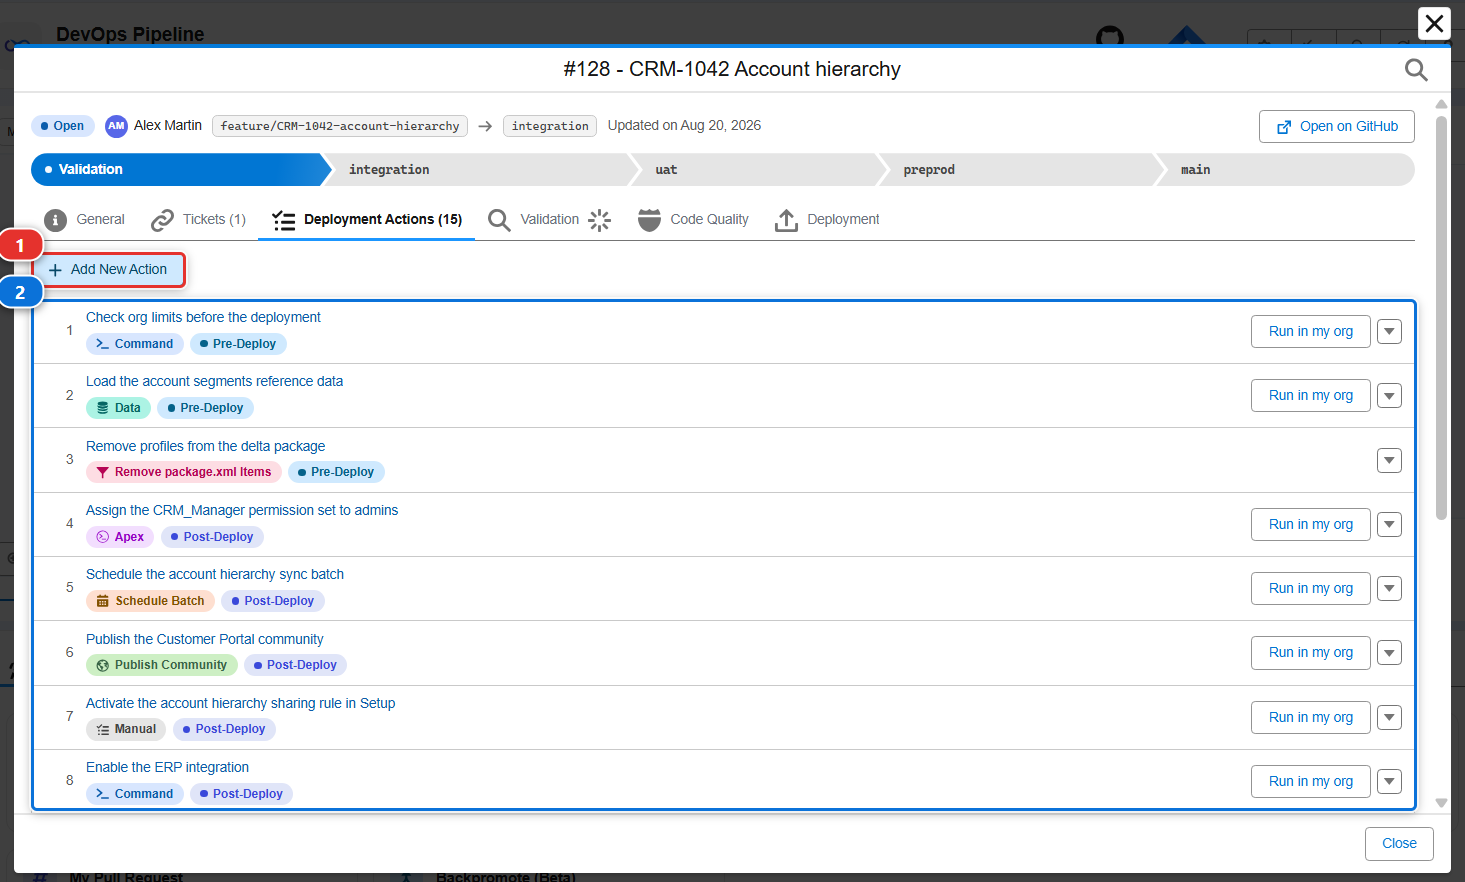 DevOps Pipeline
#128 - CRM-1042 Account hierarchy
Open AM Alex Martin feature/CRM-1042-account-hierarchy → integration Updated on Aug 20, 2026
Open on GitHub
Validation integration uat preprod main
General Tickets (1) Deployment Actions (15) Validation Code Quality Deployment
1
+ Add New Action
2
1 Check org limits before the deployment
Command Pre-Deploy
Run in my org
2 Load the account segments reference data
Data Pre-Deploy
Run in my org
3 Remove profiles from the delta package
Remove package.xml Items Pre-Deploy
4 Assign the CRM_Manager permission set to admins
Apex Post-Deploy
Run in my org
5 Schedule the account hierarchy sync batch
Schedule Batch Post-Deploy
Run in my org
6 Publish the Customer Portal community
Publish Community Post-Deploy
Run in my org
7 Activate the account hierarchy sharing rule in Setup
Manual Post-Deploy
Run in my org
8 Enable the ERP integration
Command Post-Deploy
Run in my org
Close
My Pull Request Backpromote (Beta)